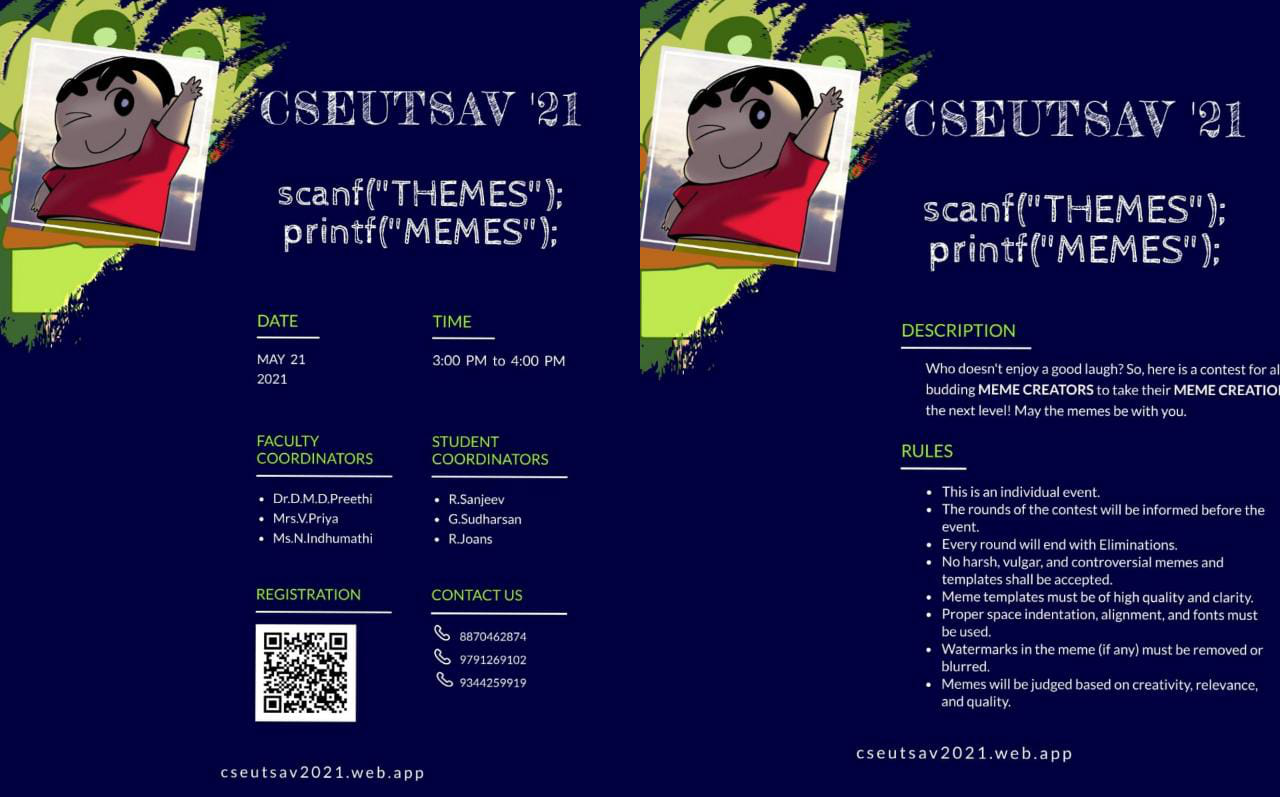 CSEUTSAV '21
scanf("THEMES");
printf("MEMES");
DATE
MAY 21
2021
TIME
3:00 PM to 4:00 PM
FACULTY
COORDINATORS
• Dr.D.M.D.Preethi
• Mrs.V.Priya
• Ms.N.Indhumathi
STUDENT
COORDINATORS
• R.Sanjeev
• G.Sudharsan
• R.Joans
REGISTRATION
CONTACT US
8870462874
9791269102
9344259919
cseutsav2021.web.app
CSEUTSAV '21
scanf("THEMES");
printf("MEMES");
DESCRIPTION
Who doesn't enjoy a good laugh? So, here is a contest for
budding MEME CREATORS to take their MEME
the next level! May the memes be with you.
RULES
• This is an individual event.
• The rounds of the contest will be informed before the
event.
• Every round will end with Eliminations.
• No harsh, vulgar, and controversial memes and
templates shall be accepted.
• Meme templates must be of high quality and clarity.
• Proper space indentation, alignment, and fonts must
be used.
• Watermarks in the meme (if any) must be removed or
blurred.
• Memes will be judged based on creativity, relevance,
and quality.
cseutsav2021.web.app